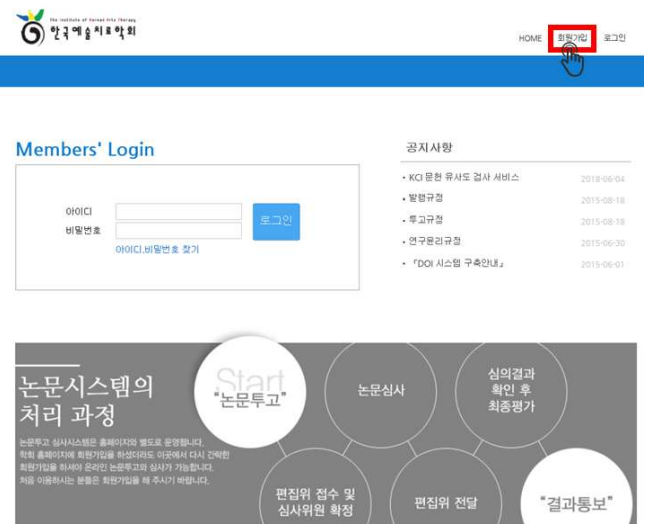 The Institute of Korean Arts Therapy
한국예술치료학회
HOME 회원가입 로그인
Members' Login
아이디
비밀번호
로그인
아이디,비밀번호 찾기
공지사항
• KCI 문헌 유사도 검사 서비스 2018-06-04
• 발행규정 2015-08-18
• 투고규정 2015-08-18
• 연구윤리규정 2015-06-30
• 『DOI 시스템 구축안내』 2015-06-01
논문시스템의
처리 과정
논문투고 심사시스템은 홈페이지와 별도로 운영됩니다.
학회 홈페이지에 회원가입을 하셨더라도 이곳에서 다시 간략한
회원가입을 하셔야 온라인 논문투고와 심사가 가능합니다.
처음 이용하시는 분들은 회원가입을 해 주시기 바랍니다.
Start
"논문투고"
편집위 접수 및
심사위원 확정
논문심사
편집위 전달
심의결과
확인 후
최종평가
"결과통보"